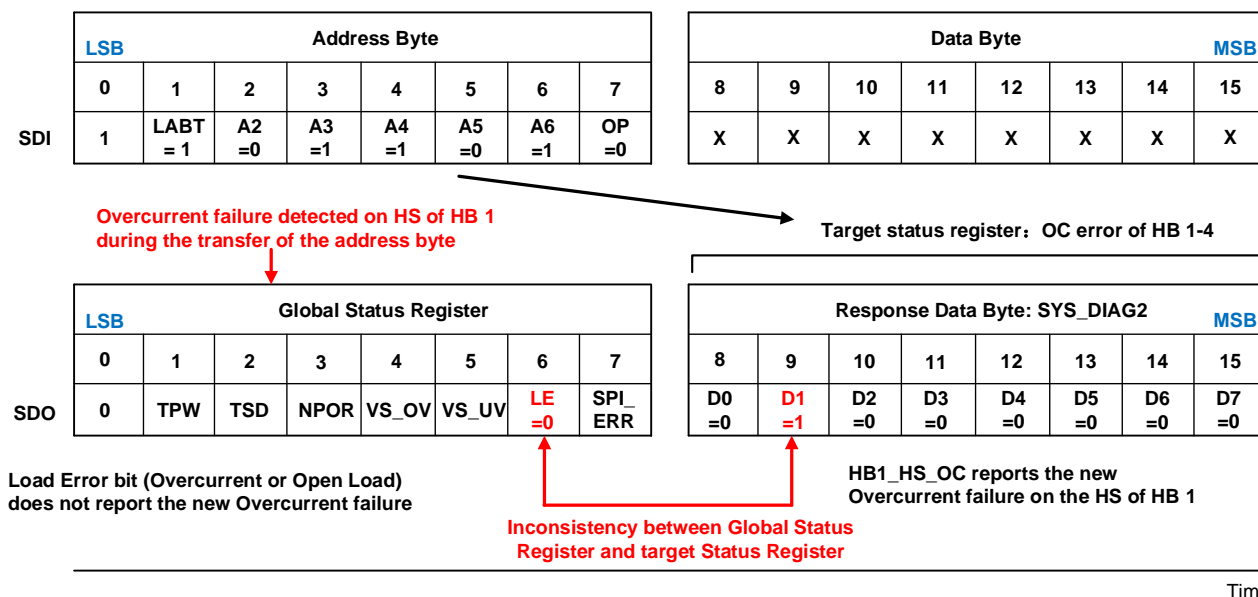 LSB Address Byte
0 1 2 3 4 5 6 7
SDI 1 LABT = 1 A2 =0 A3 =1 A4 =1 A5 =0 A6 =1 OP =0
Data Byte MSB
8 9 10 11 12 13 14 15
X X X X X X X X
Overcurrent failure detected on HS of HB 1
during the transfer of the address byte
Target status register：OC error of HB 1-4
LSB Global Status Register
0 1 2 3 4 5 6 7
SDO 0 TPW TSD NPOR VS_OV VS_UV LE =0 SPI_ ERR
Response Data Byte: SYS_DIAG2 MSB
8 9 10 11 12 13 14 15
D0 =0 D1 =1 D2 =0 D3 =0 D4 =0 D5 =0 D6 =0 D7 =0
Load Error bit (Overcurrent or Open Load)
does not report the new Overcurrent failure
HB1_HS_OC reports the new
Overcurrent failure on the HS of HB 1
Inconsistency between Global Status
Register and target Status Register
Tim